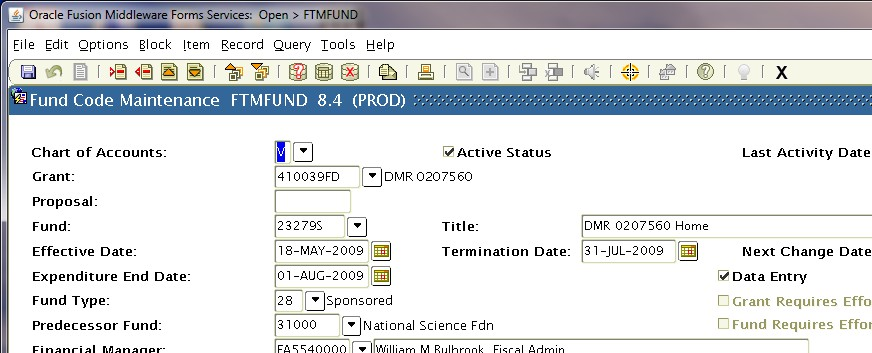 Oracle Fusion Middleware Forms Services: Open > FTMFUND
File Edit Options Block Item Record Query Tools Help
X
Fund Code Maintenance FTMFUND 8.4 (PROD)
Chart of Accounts: V Active Status Last Activity Date
Grant: 410039FD DMR 0207560
Proposal:
Fund: 23279S Title: DMR 0207560 Home
Effective Date: 18-MAY-2009 Termination Date: 31-JUL-2009 Next Change Date
Expenditure End Date: 01-AUG-2009 Data Entry
Fund Type: 28 Sponsored Grant Requires Effo
Predecessor Fund: 31000 National Science Fdn Fund Requires Effor
Financial Manager: FA5540000 William M Rulbrook, Fiscal Admin